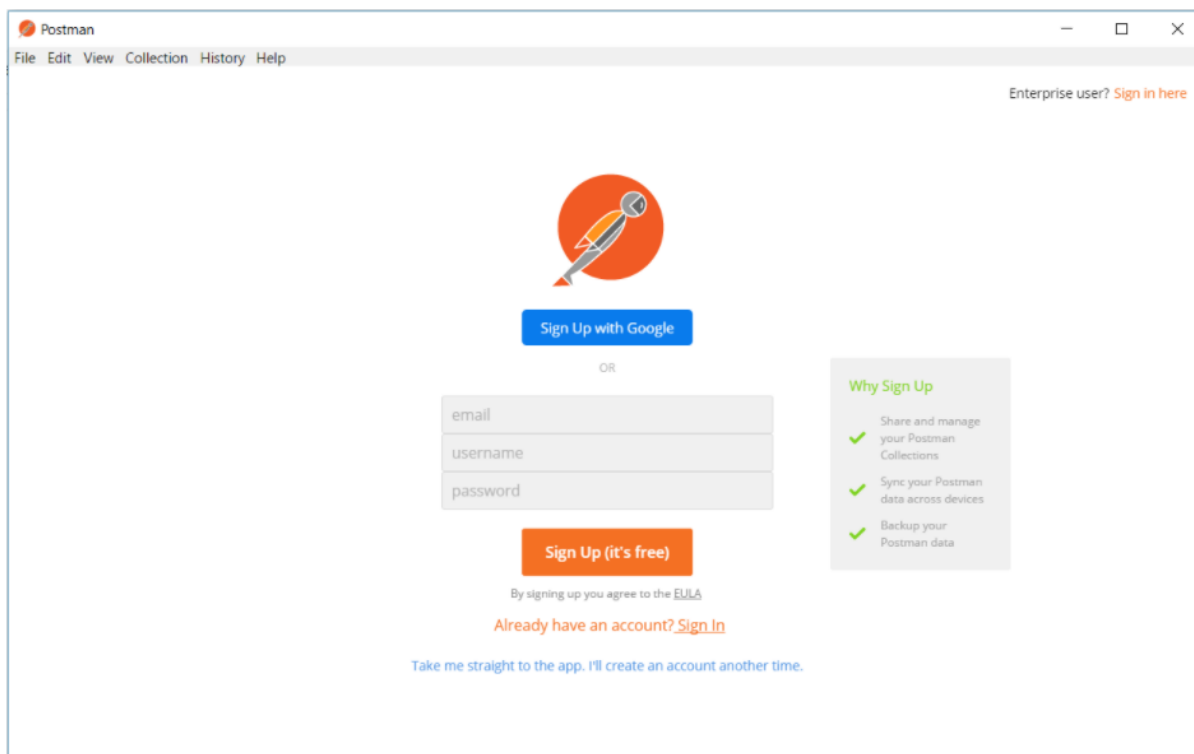 Postman
File Edit View Collection History Help
Enterprise user? Sign in here
Sign Up with Google
OR
email
username
password
Sign Up (it's free)
By signing up you agree to the EULA
Already have an account? Sign In
Take me straight to the app. I'll create an account another time.
Why Sign Up
Share and manage
your Postman
Collections
Sync your Postman
data across devices
Backup your
Postman data